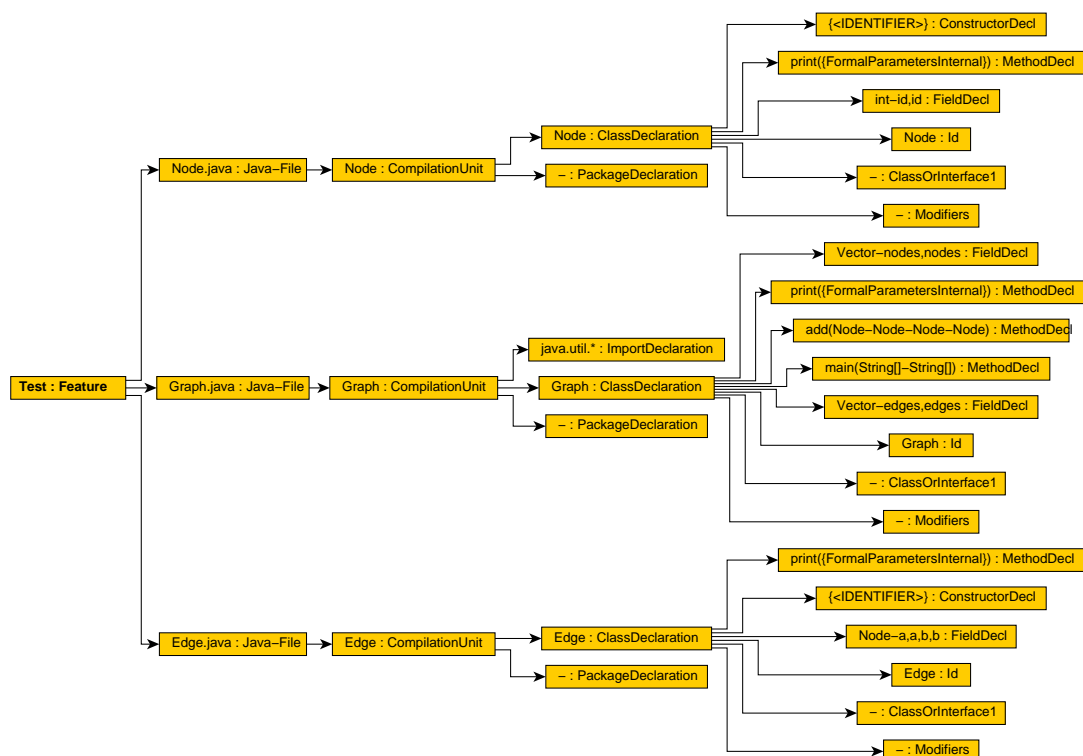 {<IDENTIFIER>} : ConstructorDecl
print({FormalParametersInternal}) : MethodDecl
int−id,id : FieldDecl
Node : ClassDeclaration
Node : Id
Node.java : Java−File
Node : CompilationUnit
− : PackageDeclaration
− : ClassOrInterface1
− : Modifiers
Vector−nodes,nodes : FieldDecl
print({FormalParametersInternal}) : MethodDecl
add(Node−Node−Node−Node) : MethodDecl
java.util.* : ImportDeclaration
main(String[]−String[]) : MethodDecl
Test : Feature
Graph.java : Java−File
Graph : CompilationUnit
Graph : ClassDeclaration
Vector−edges,edges : FieldDecl
− : PackageDeclaration
Graph : Id
− : ClassOrInterface1
− : Modifiers
print({FormalParametersInternal}) : MethodDecl
{<IDENTIFIER>} : ConstructorDecl
Edge.java : Java−File
Edge : CompilationUnit
Edge : ClassDeclaration
Node−a,a,b,b : FieldDecl
− : PackageDeclaration
Edge : Id
− : ClassOrInterface1
− : Modifiers